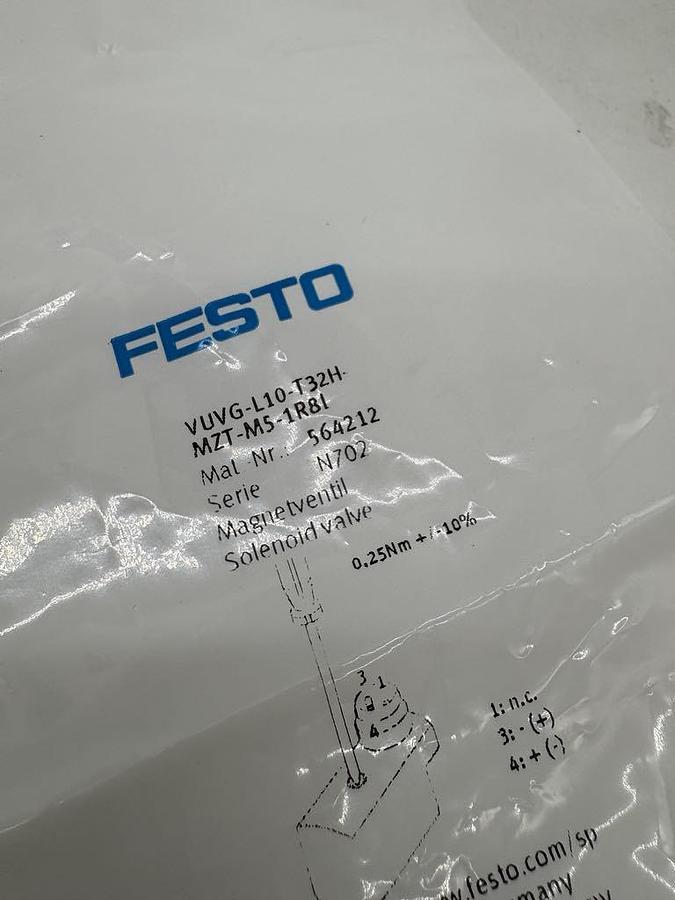 FESTO
VUVG-L10-T32H-
MZT-M5-1R8L
Mat.-Nr.: 564212
Serie N702
Magnetventil
Solenoid valve
0,25Nm +/-10%
3 1
4
1: n.c.
3: - (+)
4: + (-)
w.festo.com/sp